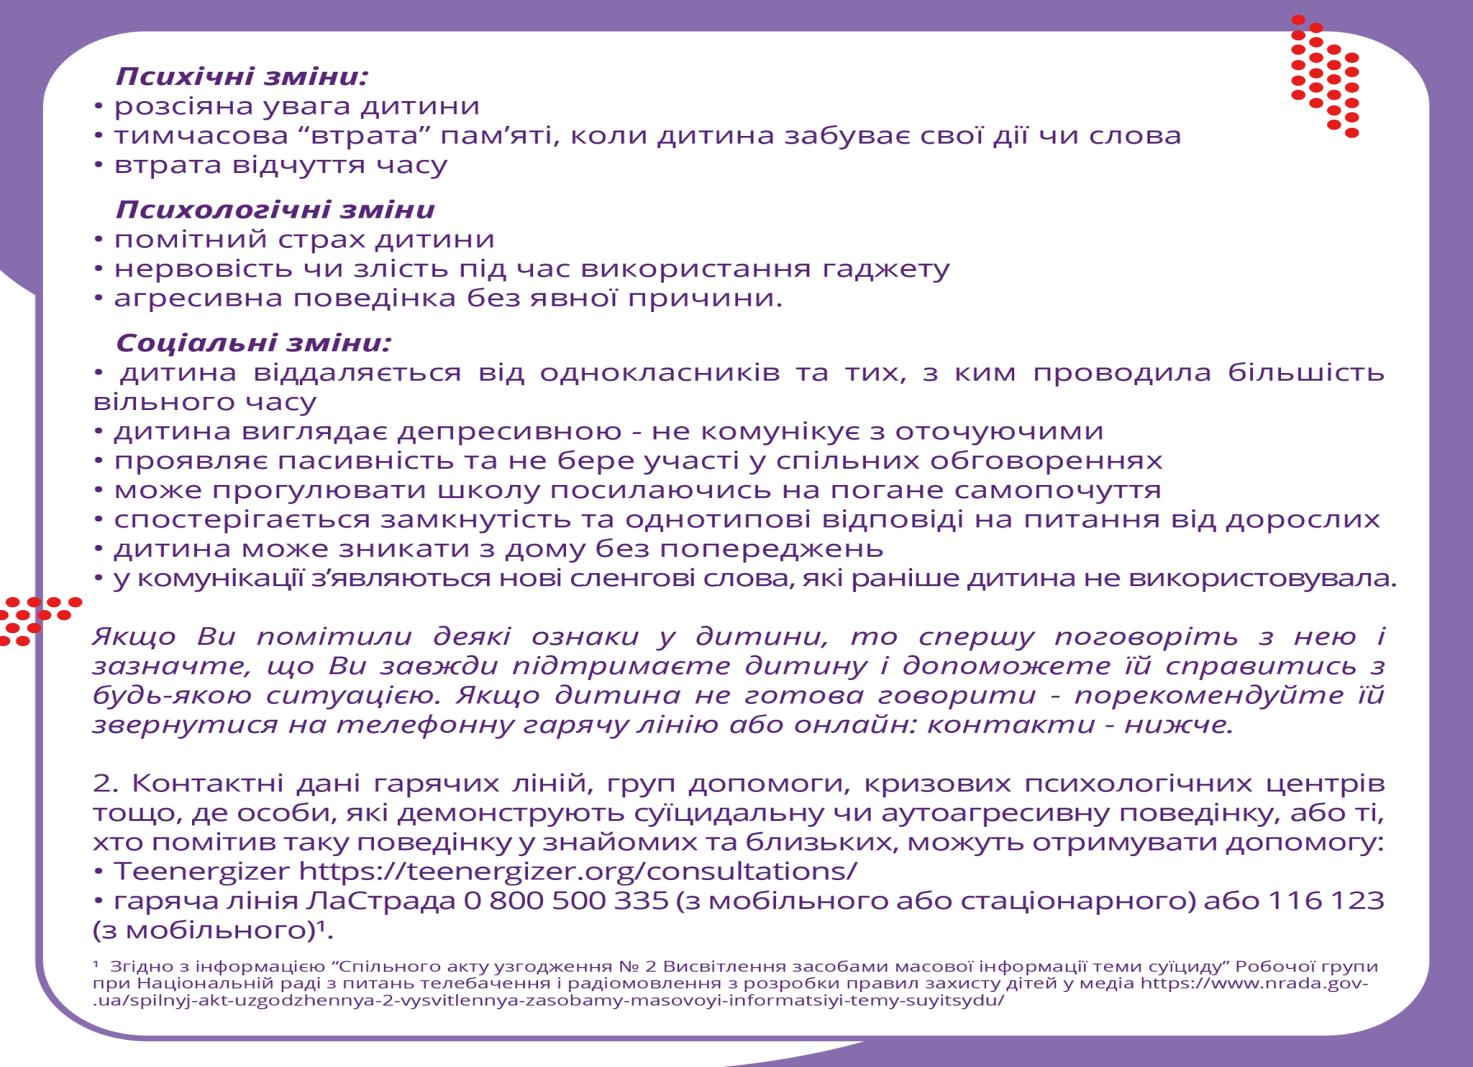 Психічні зміни:
• розсіяна увага дитини
• тимчасова “втрата” пам’яті, коли дитина забуває свої дії чи слова
• втрата відчуття часу
Психологічні зміни
• помітний страх дитини
• нервовість чи злість під час використання гаджету
• агресивна поведінка без явної причини.
Соціальні зміни:
• дитина віддаляється від однокласників та тих, з ким проводила більшість
вільного часу
• дитина виглядає депресивною - не комунікує з оточуючими
• проявляє пасивність та не бере участі у спільних обговореннях
• може прогулювати школу посилаючись на погане самопочуття
• спостерігається замкнутість та однотипові відповіді на питання від дорослих
• дитина може зникати з дому без попереджень
• у комунікації з’являються нові сленгові слова, які раніше дитина не використовувала.
Якщо Ви помітили деякі ознаки у дитини, то спершу поговоріть з нею і
зазначте, що Ви завжди підтримаєте дитину і допоможете їй справитись з
будь-якою ситуацією. Якщо дитина не готова говорити - порекомендуйте їй
звернутися на телефонну гарячу лінію або онлайн: контакти - нижче.
2. Контактні дані гарячих ліній, груп допомоги, кризових психологічних центрів
тощо, де особи, які демонструють суїцидальну чи аутоагресивну поведінку, або ті,
хто помітив таку поведінку у знайомих та близьких, можуть отримувати допомогу:
• Teenergizer https://teenergizer.org/consultations/
• гаряча лінія ЛаСтрада 0 800 500 335 (з мобільного або стаціонарного) або 116 123
(з мобільного)¹.
¹ Згідно з інформацією “Спільного акту узгодження № 2 Висвітлення засобами масової інформації теми суїциду” Робочої групи
при Національній раді з питань телебачення і радіомовлення з розробки правил захисту дітей у медіа https://www.nrada.gov-
.ua/spilnyj-akt-uzgodzhennya-2-vysvitlennya-zasobamy-masovoyi-informatsiyi-temy-suyitsydu/